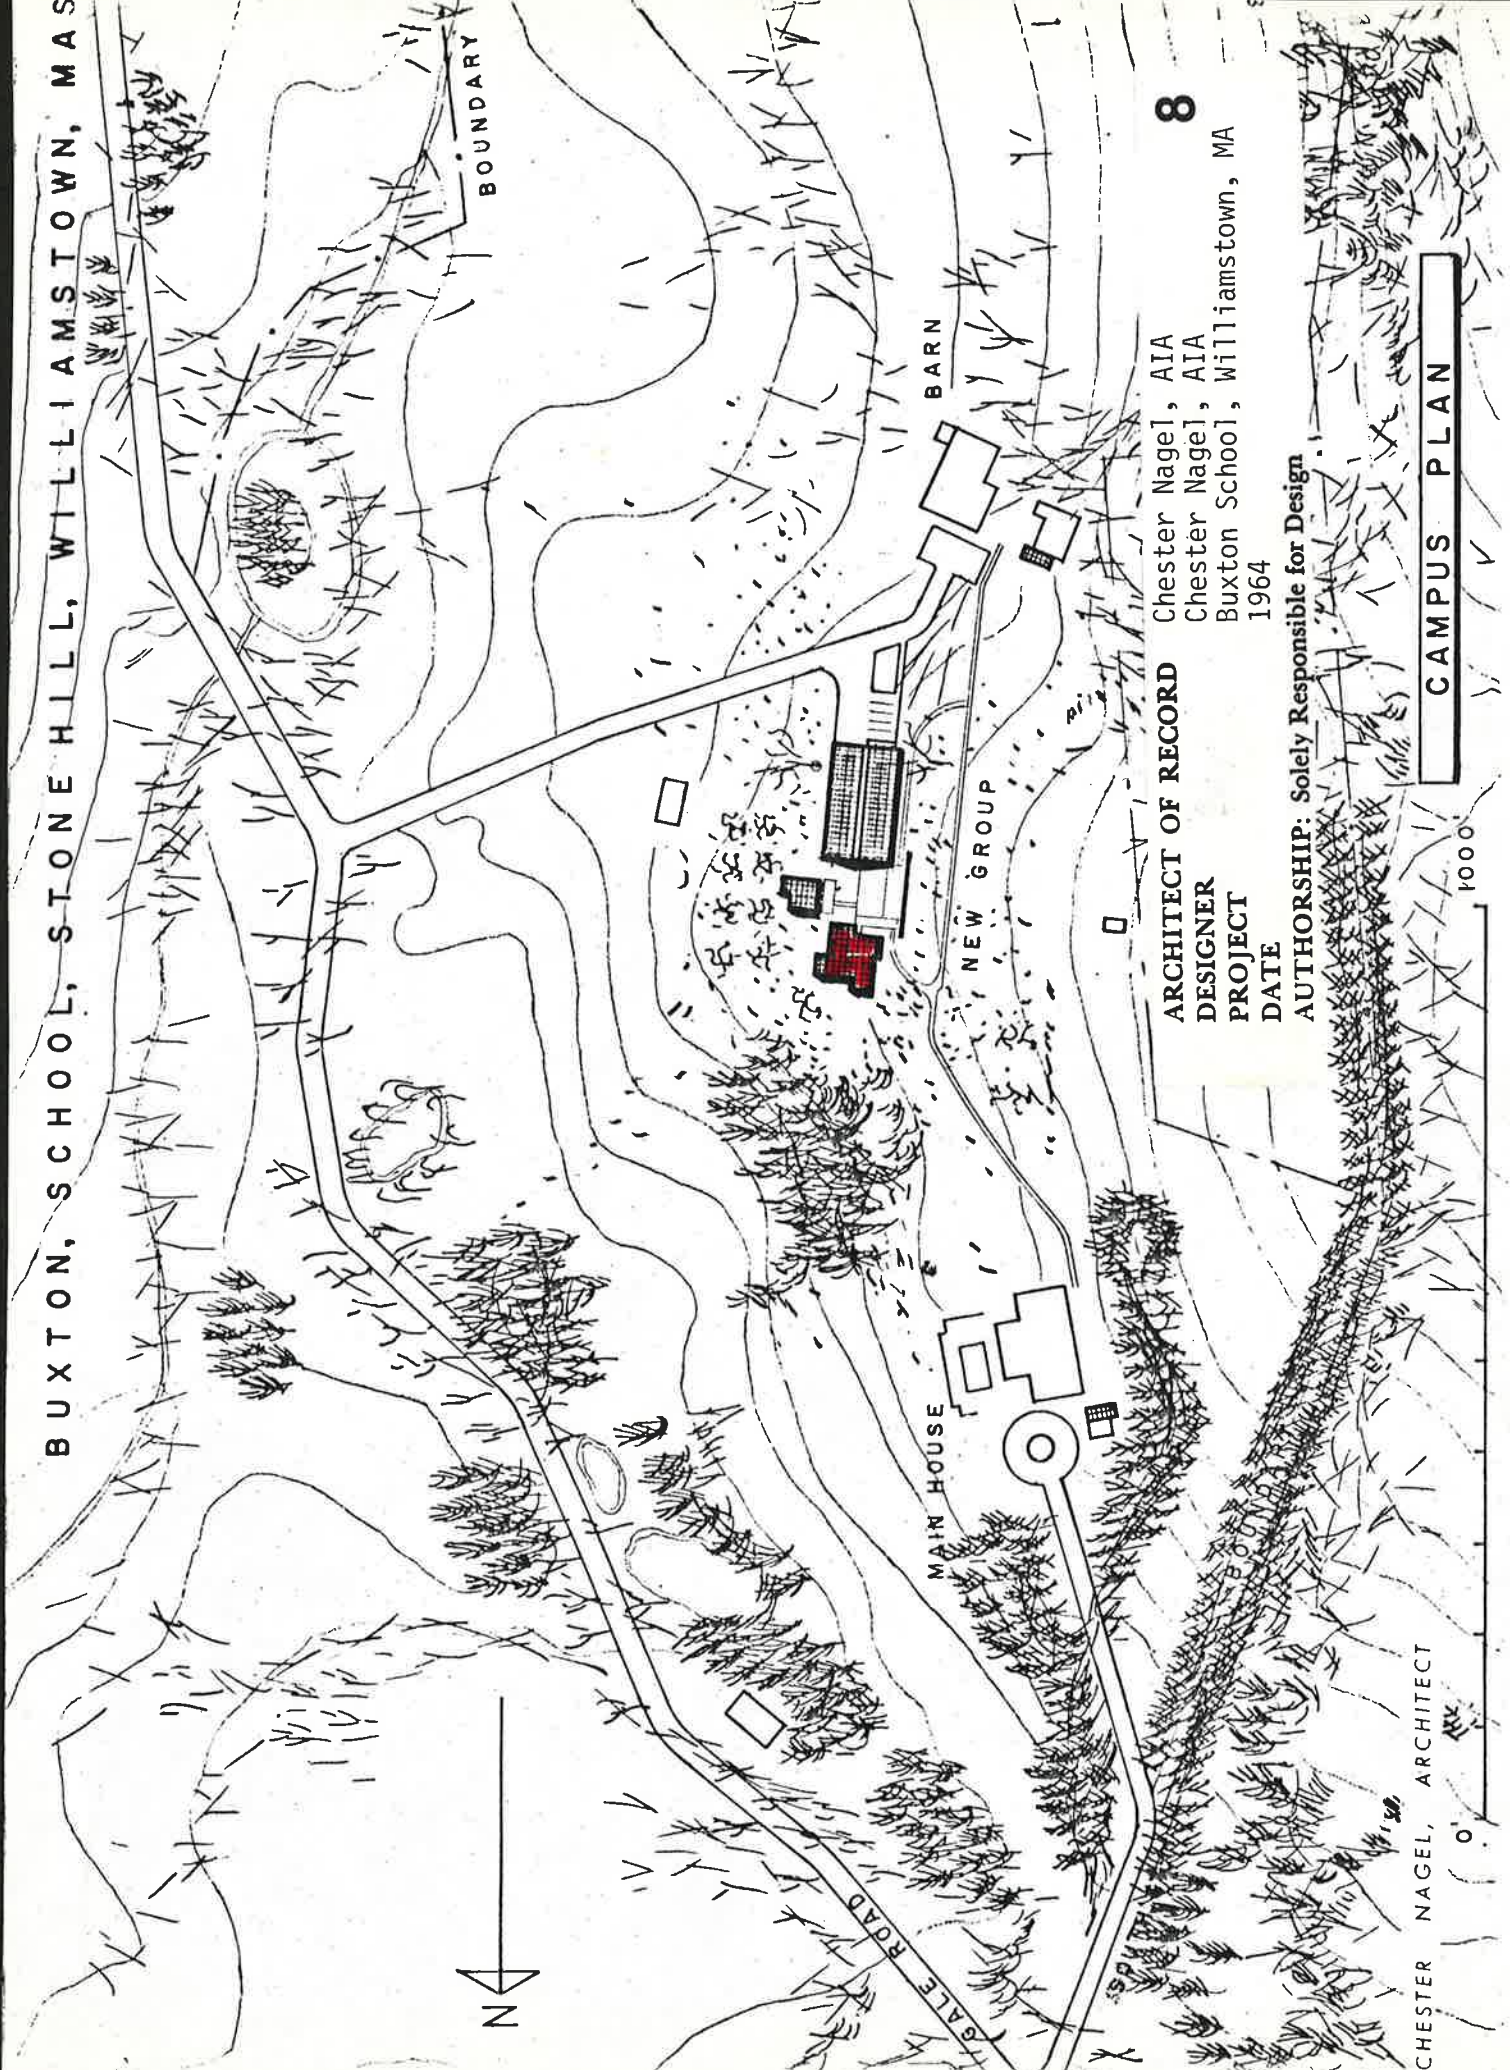 BUXTON, SCHOOL, STONE HILL, WILLIAMSTOWN, MAS
BOUNDARY
BARN
NEW GROUP
MAIN HOUSE
GALE ROAD
N
8
ARCHITECT OF RECORD Chester Nagel, AIA
DESIGNER Chester Nagel, AIA
PROJECT Buxton School, Williamstown, MA
DATE 1964
AUTHORSHIP: Solely Responsible for Design
CAMPUS PLAN
0' 1000'
CHESTER NAGEL, ARCHITECT